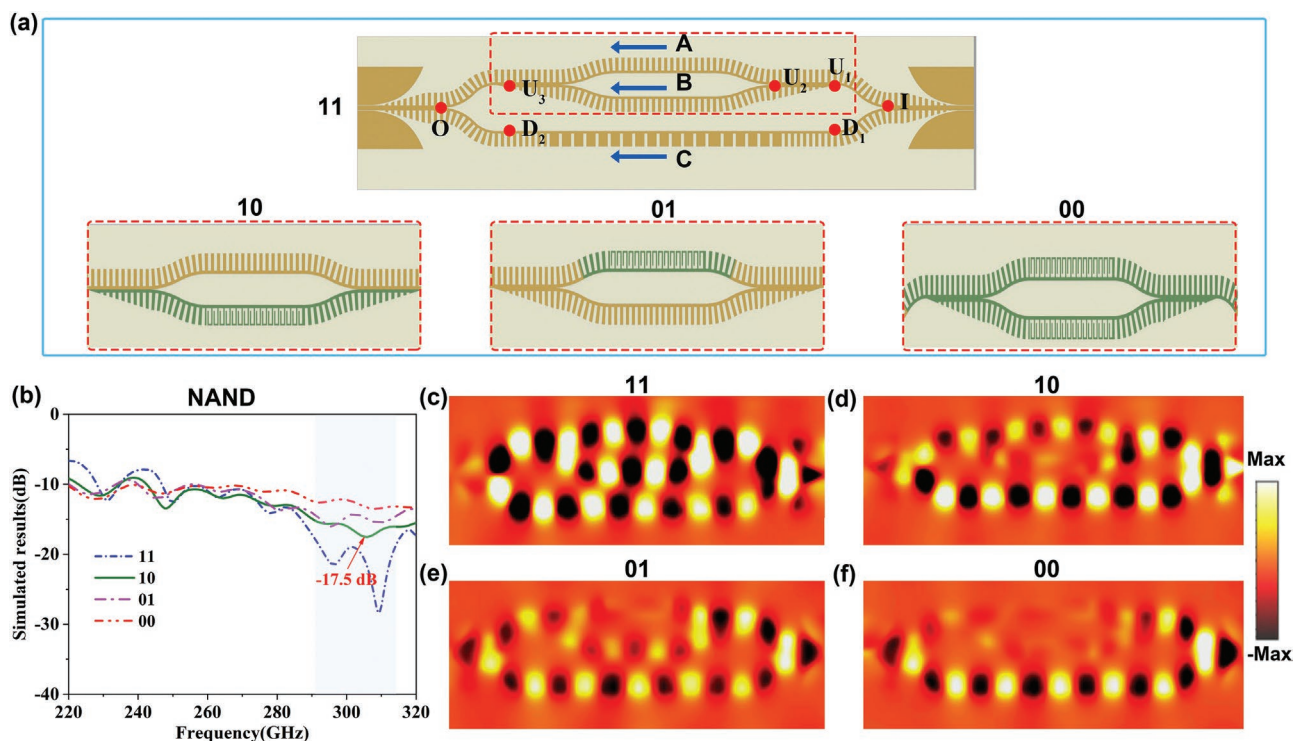 (a)
A
U1
U2
B
U3
I
11
O
D2
D1
C
10
01
00
(b)
NAND
0
-10
-20
-30
-40
Simulated results(dB)
11
10
01
00
-17.5 dB
220
240
260
280
300
320
Frequency(GHz)
(c)
11
(d)
10
Max
-Max
(e)
01
(f)
00